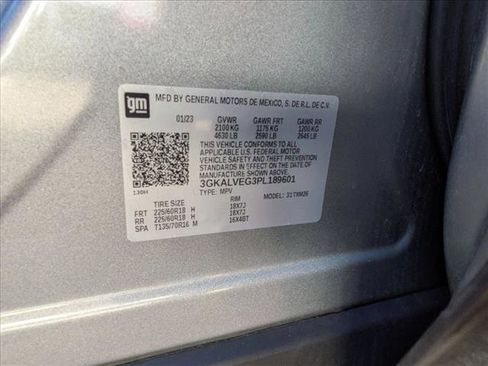 gm
MFD BY GENERAL MOTORS DE MEXICO, S. DE R.L. DE C.V.
01/23 GVWR GAWR FRT GAWR RR
2100 KG 1175 KG 1200 KG
4630 LB 2590 LB 2645 LB
THIS VEHICLE CONFORMS TO ALL
APPLICABLE U.S. FEDERAL MOTOR
VEHICLE SAFETY, BUMPER, AND THEFT
PREVENTION STANDARDS IN EFFECT ON
THE DATE OF MANUFACTURE
SHOWN ABOVE.
3GKALVEG3PL189601
TYPE: MPV MODEL: 31TXM26
TIRE SIZE RIM
FRT 225/60R18 H 18X7J
RR 225/60R18 H 18X7J
SPA T135/70R16 M 16X4BT